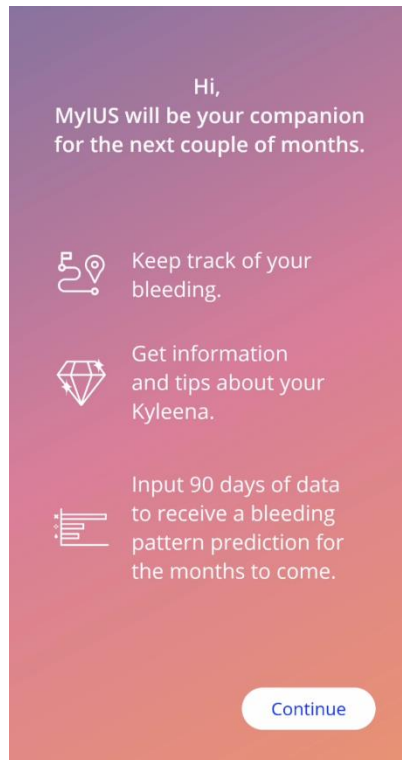 Hi,
MyIUS will be your companion
for the next couple of months.
Keep track of your
bleeding.
Get information
and tips about your
Kyleena.
Input 90 days of data
to receive a bleeding
pattern prediction for
the months to come.
Continue